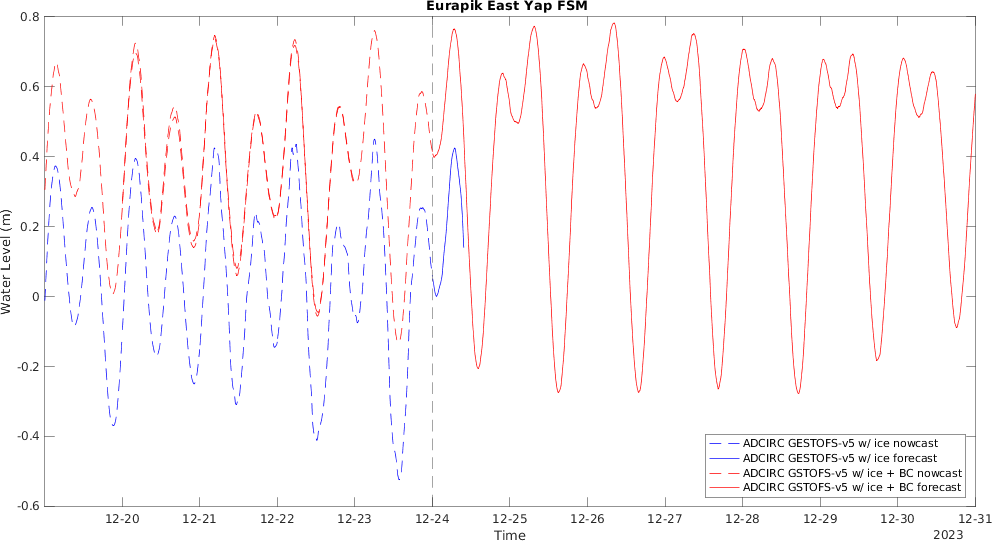 Eurapik East Yap FSM
0.8
0.6
0.4
0.2
0
-0.2
-0.4
-0.6
Water Level (m)
12-20 12-21 12-22 12-23 12-24 12-25 12-26 12-27 12-28 12-29 12-30 12-31
Time
2023
ADCIRC GESTOFS-v5 w/ ice nowcast
ADCIRC GESTOFS-v5 w/ ice forecast
ADCIRC GSTOFS-v5 w/ ice + BC nowcast
ADCIRC GSTOFS-v5 w/ ice + BC forecast